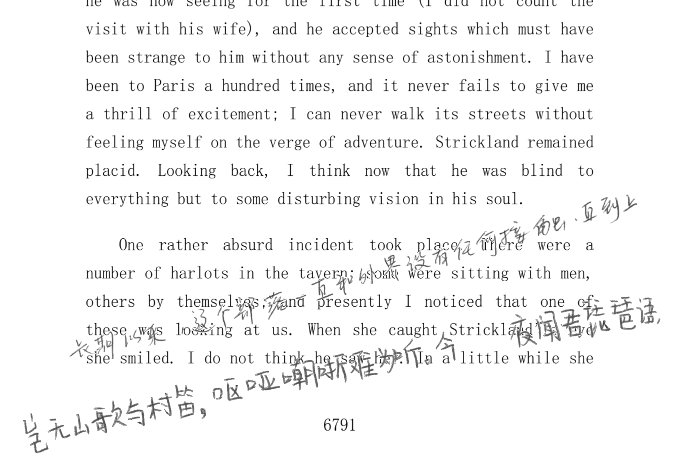 he was now seeing for the first time (I did not count the
visit with his wife), and he accepted sights which must have
been strange to him without any sense of astonishment. I have
been to Paris a hundred times, and it never fails to give me
a thrill of excitement; I can never walk its streets without
feeling myself on the verge of adventure. Strickland remained
placid. Looking back, I think now that he was blind to
everything but to some disturbing vision in his soul.
One rather absurd incident took place. There were a
number of harlots in the tavern: some were sitting with men,
others by themselves; and presently I noticed that one of
these was looking at us. When she caught Strickland's eye
she smiled. I do not think he saw her. In a little while she
长期以来 这个部落一直和外界没有任何接触，直到上
岂无山歌与村笛，呕哑嘲哳难为听。今夜闻君琵琶语，
6791